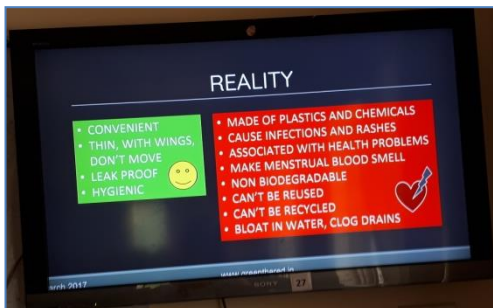 REALITY
• CONVENIENT
• THIN, WITH WINGS,
DON'T MOVE
• LEAK PROOF
• HYGIENIC
• MADE OF PLASTICS AND CHEMICALS
• CAUSE INFECTIONS AND RASHES
• ASSOCIATED WITH HEALTH PROBLEMS
• MAKE MENSTRUAL BLOOD SMELL
• NON BIODEGRADABLE
• CAN'T BE REUSED
• CAN'T BE RECYCLED
• BLOAT IN WATER, CLOG DRAINS
arch 2017
www.greenthered.in
SONY
27